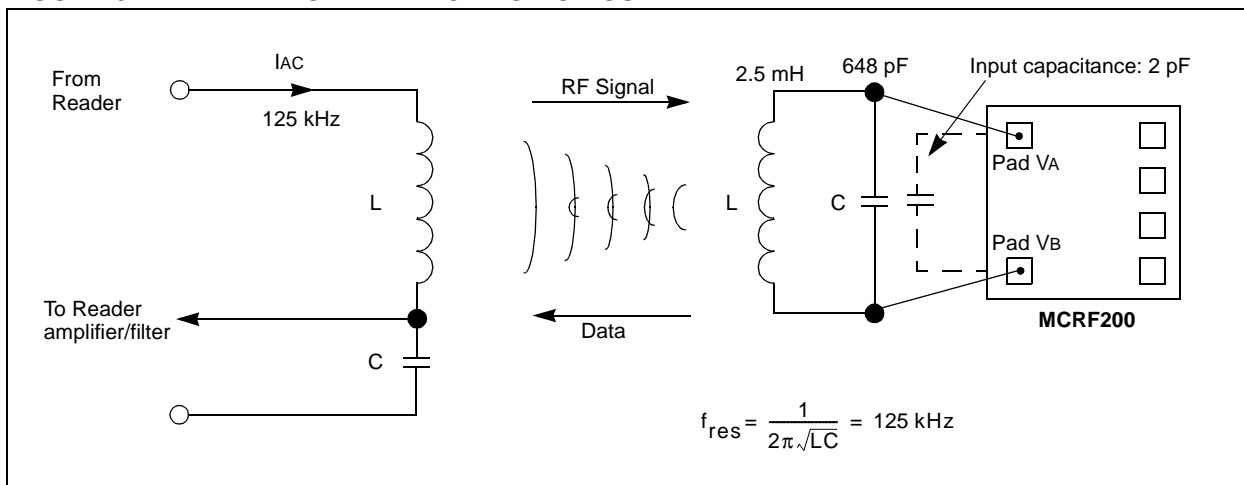 From
Reader
IAC
125 kHz
L
To Reader
amplifier/filter
C
RF Signal
Data
2.5 mH
648 pF
Input capacitance: 2 pF
L
C
Pad VA
Pad VB
MCRF200
fres = 1 / 2π√LC = 125 kHz